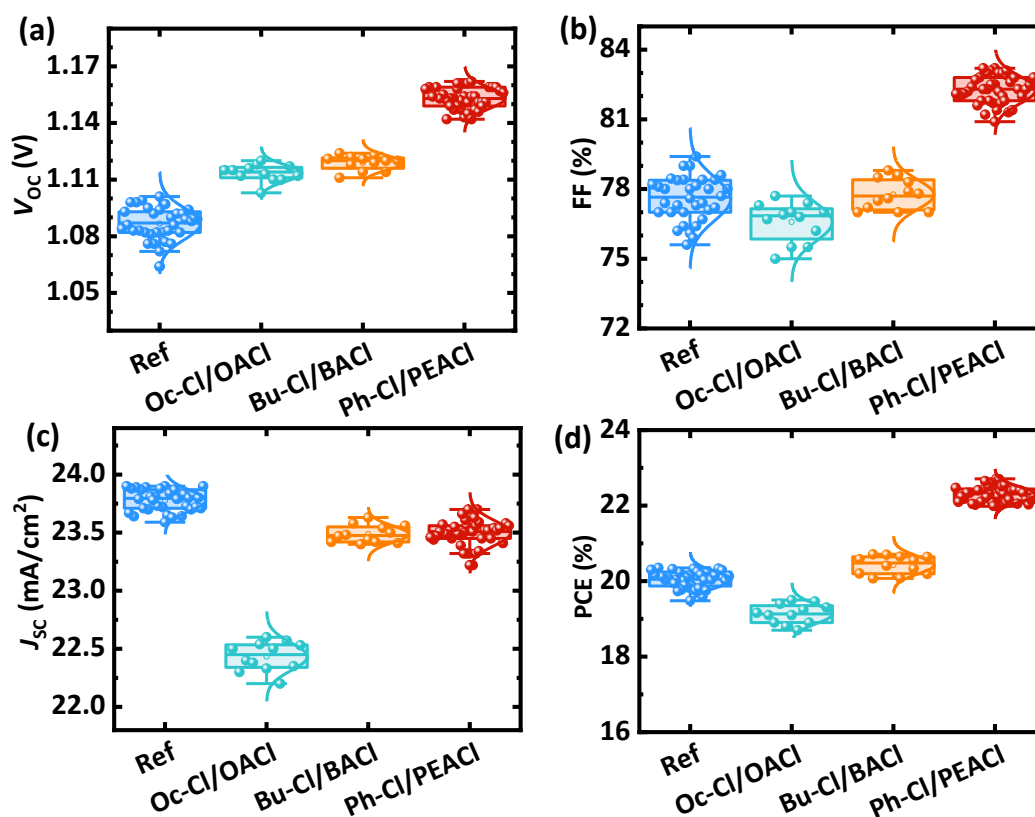 (a)
V_OC (V)
1.17
1.14
1.11
1.08
1.05
Ref
Oc-Cl/OACl
Bu-Cl/BACl
Ph-Cl/PEACl
(b)
FF (%)
84
81
78
75
72
Ref
Oc-Cl/OACl
Bu-Cl/BACl
Ph-Cl/PEACl
(c)
J_SC (mA/cm²)
24.0
23.5
23.0
22.5
22.0
Ref
Oc-Cl/OACl
Bu-Cl/BACl
Ph-Cl/PEACl
(d)
PCE (%)
24
22
20
18
16
Ref
Oc-Cl/OACl
Bu-Cl/BACl
Ph-Cl/PEACl